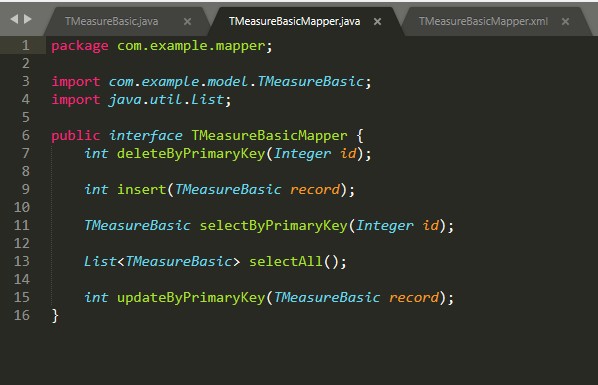 TMeasureBasic.java × TMeasureBasicMapper.java × TMeasureBasicMapper.xml ×
1 package com.example.mapper;
2
3 import com.example.model.TMeasureBasic;
4 import java.util.List;
5
6 public interface TMeasureBasicMapper {
7     int deleteByPrimaryKey(Integer id);
8
9     int insert(TMeasureBasic record);
10
11     TMeasureBasic selectByPrimaryKey(Integer id);
12
13     List<TMeasureBasic> selectAll();
14
15     int updateByPrimaryKey(TMeasureBasic record);
16 }